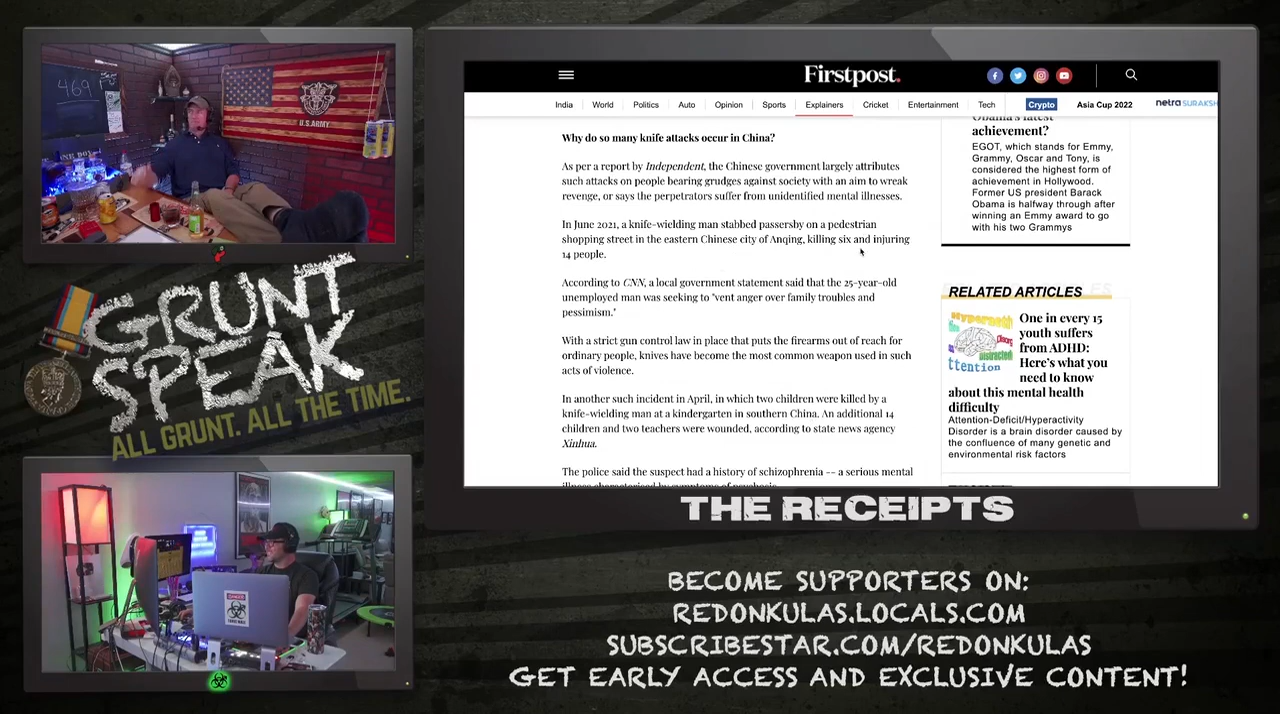 469
U.S.ARMY
GRUNT
SPEAK
ALL GRUNT. ALL THE TIME.
Firstpost.
India
World
Politics
Auto
Opinion
Sports
Explainers
Cricket
Entertainment
Tech
Crypto
Asia Cup 2022
netra SURAKSH
Why do so many knife attacks occur in China?
As per a report by Independent, the Chinese government largely attributes
such attacks on people bearing grudges against society with an aim to wreak
revenge, or says the perpetrators suffer from unidentified mental illnesses.
In June 2021, a knife-wielding man stabbed passersby on a pedestrian
shopping street in the eastern Chinese city of Anqing, killing six and injuring
14 people.
According to CNN, a local government statement said that the 25-year-old
unemployed man was seeking to "vent anger over family troubles and
pessimism."
With a strict gun control law in place that puts the firearms out of reach for
ordinary people, knives have become the most common weapon used in such
acts of violence.
In another such incident in April, in which two children were killed by a
knife-wielding man at a kindergarten in southern China. An additional 14
children and two teachers were wounded, according to state news agency
Xinhua.
The police said the suspect had a history of schizophrenia -- a serious mental
illness characterised by symptoms of psychosis.
Obama's latest
achievement?
EGOT, which stands for Emmy,
Grammy, Oscar and Tony, is
considered the highest form of
achievement in Hollywood.
Former US president Barack
Obama is halfway through after
winning an Emmy award to go
with his two Grammys
RELATED ARTICLES
One in every 15
youth suffers
from ADHD:
Here's what you
need to know
about this mental health
difficulty
Attention-Deficit/Hyperactivity
Disorder is a brain disorder caused by
the confluence of many genetic and
environmental risk factors
THE RECEIPTS
BECOME SUPPORTERS ON:
REDONKULAS.LOCALS.COM
SUBSCRIBESTAR.COM/REDONKULAS
GET EARLY ACCESS AND EXCLUSIVE CONTENT!